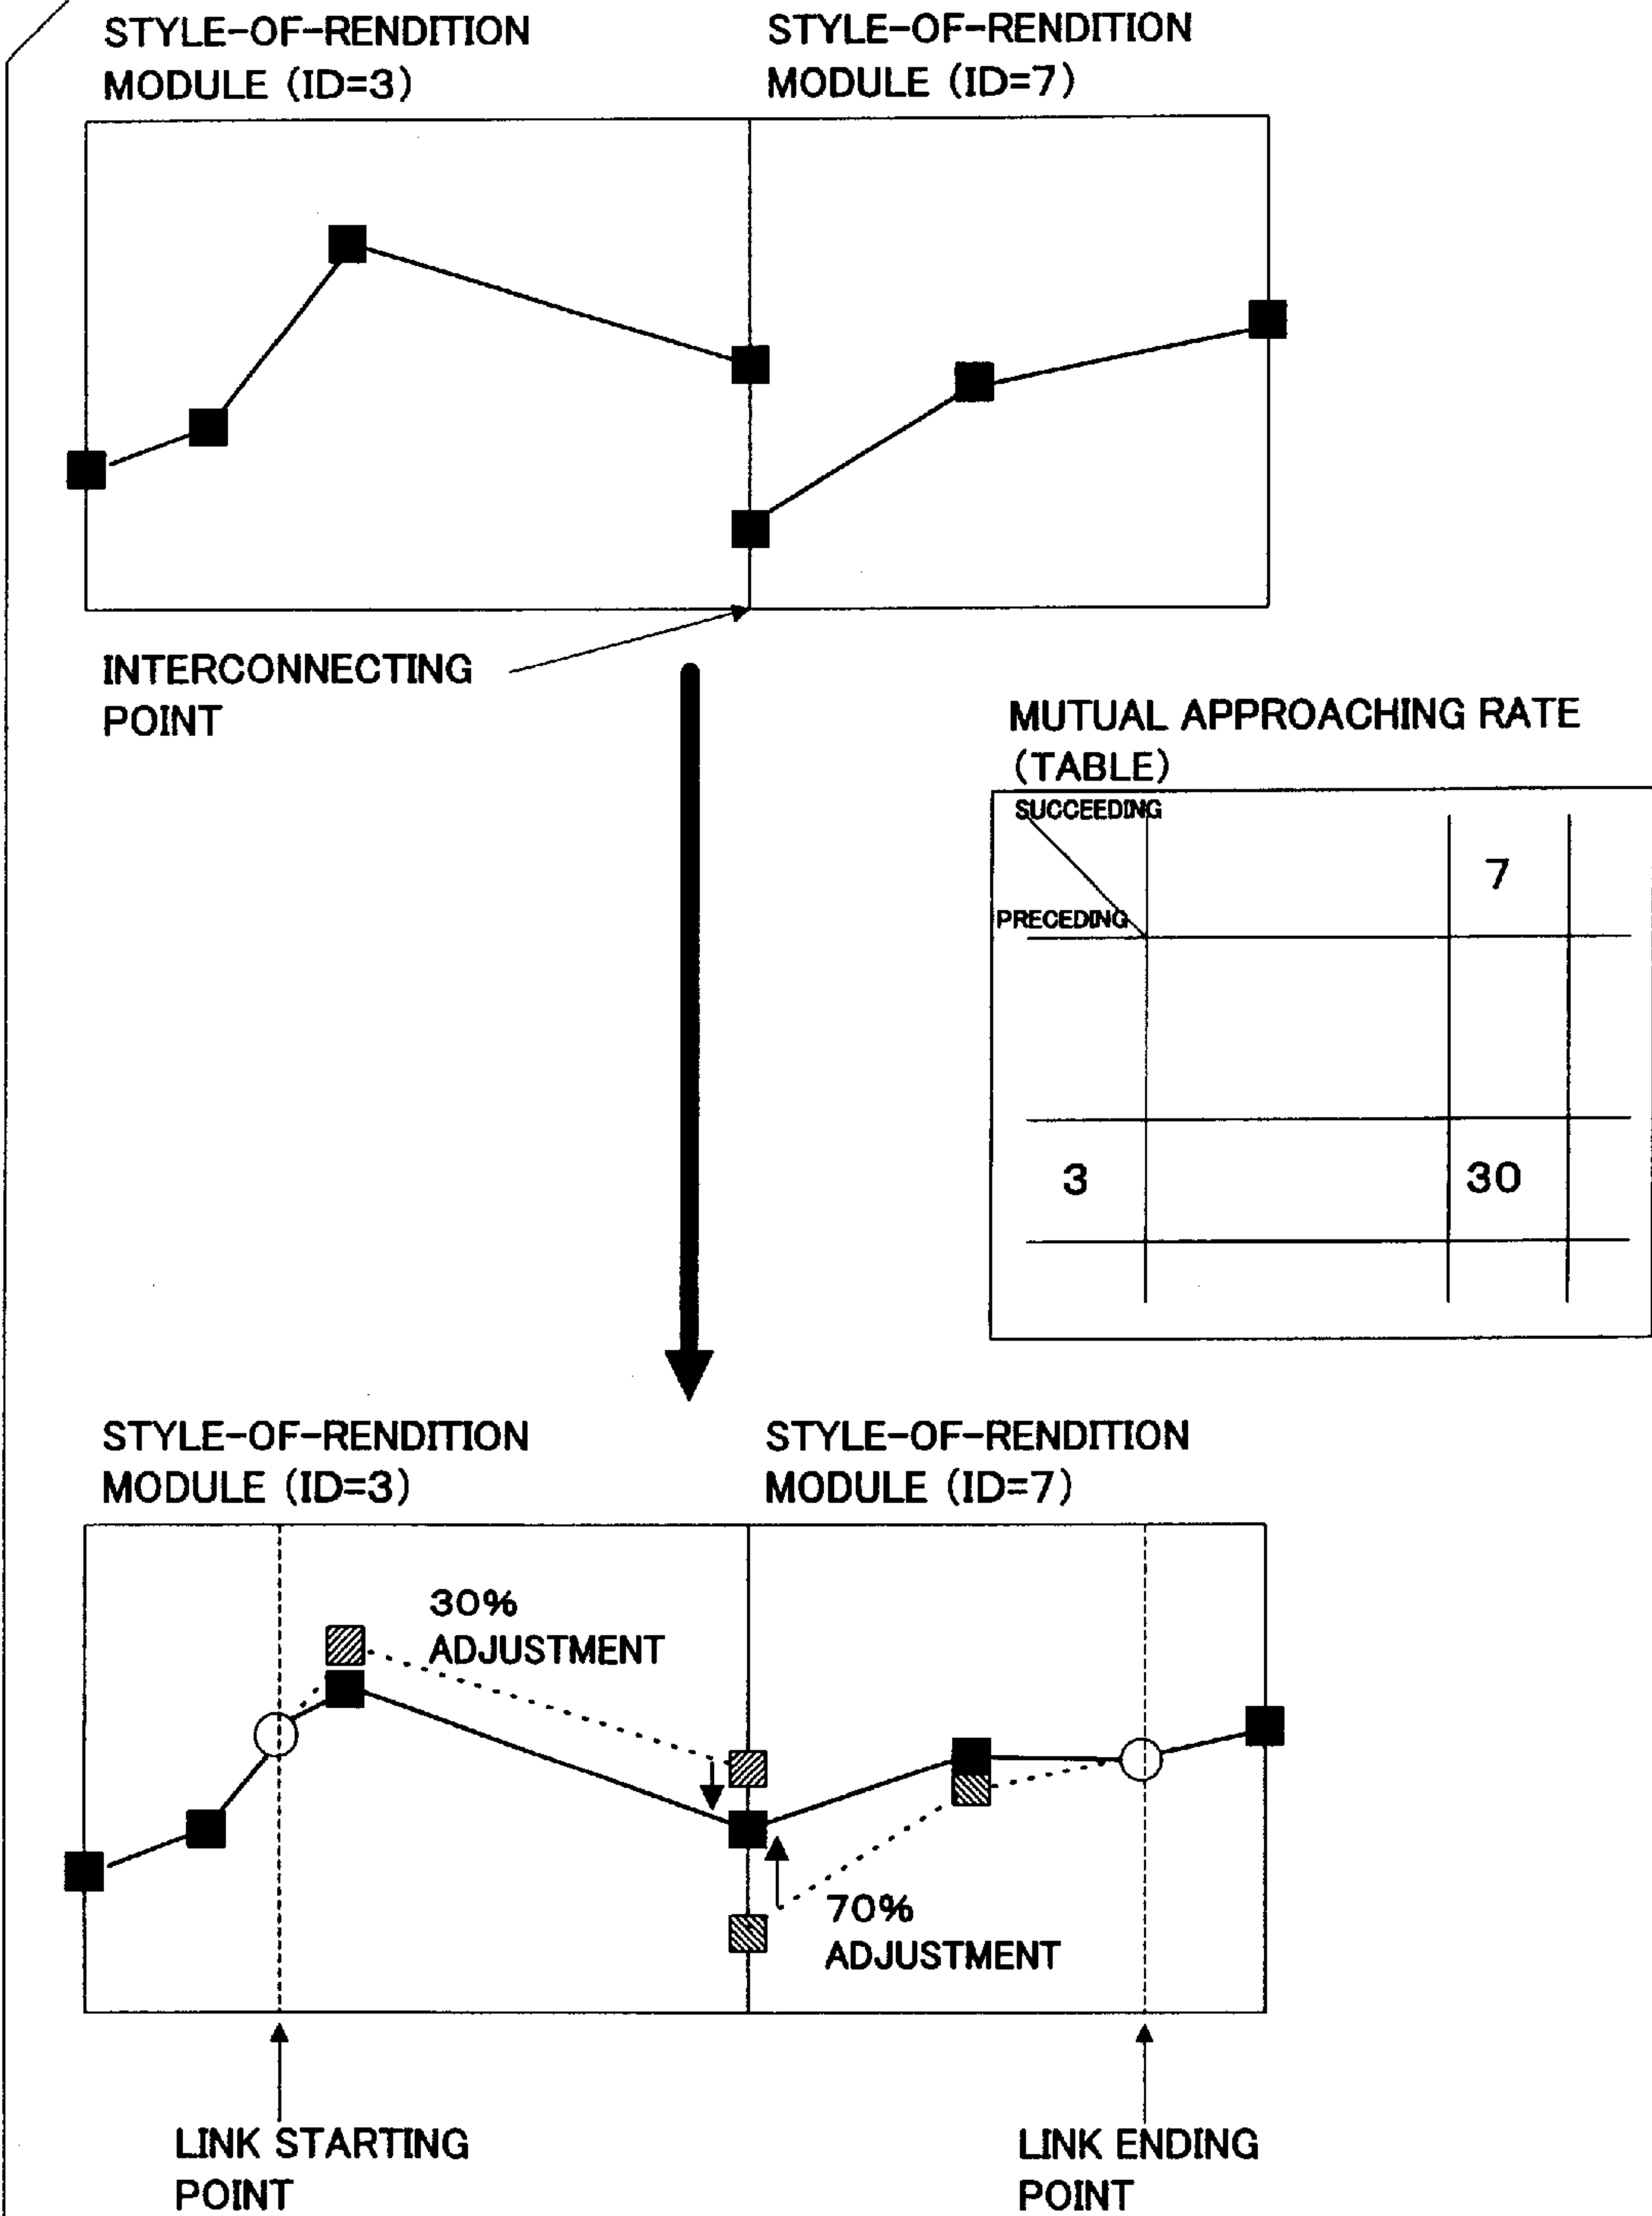 STYLE-OF-RENDITION
MODULE (ID=3)
STYLE-OF-RENDITION
MODULE (ID=7)
INTERCONNECTING
POINT
MUTUAL APPROACHING RATE
(TABLE)
SUCCEEDING
7
PRECEDING
3
30
STYLE-OF-RENDITION
MODULE (ID=3)
STYLE-OF-RENDITION
MODULE (ID=7)
30%
ADJUSTMENT
70%
ADJUSTMENT
LINK STARTING
POINT
LINK ENDING
POINT